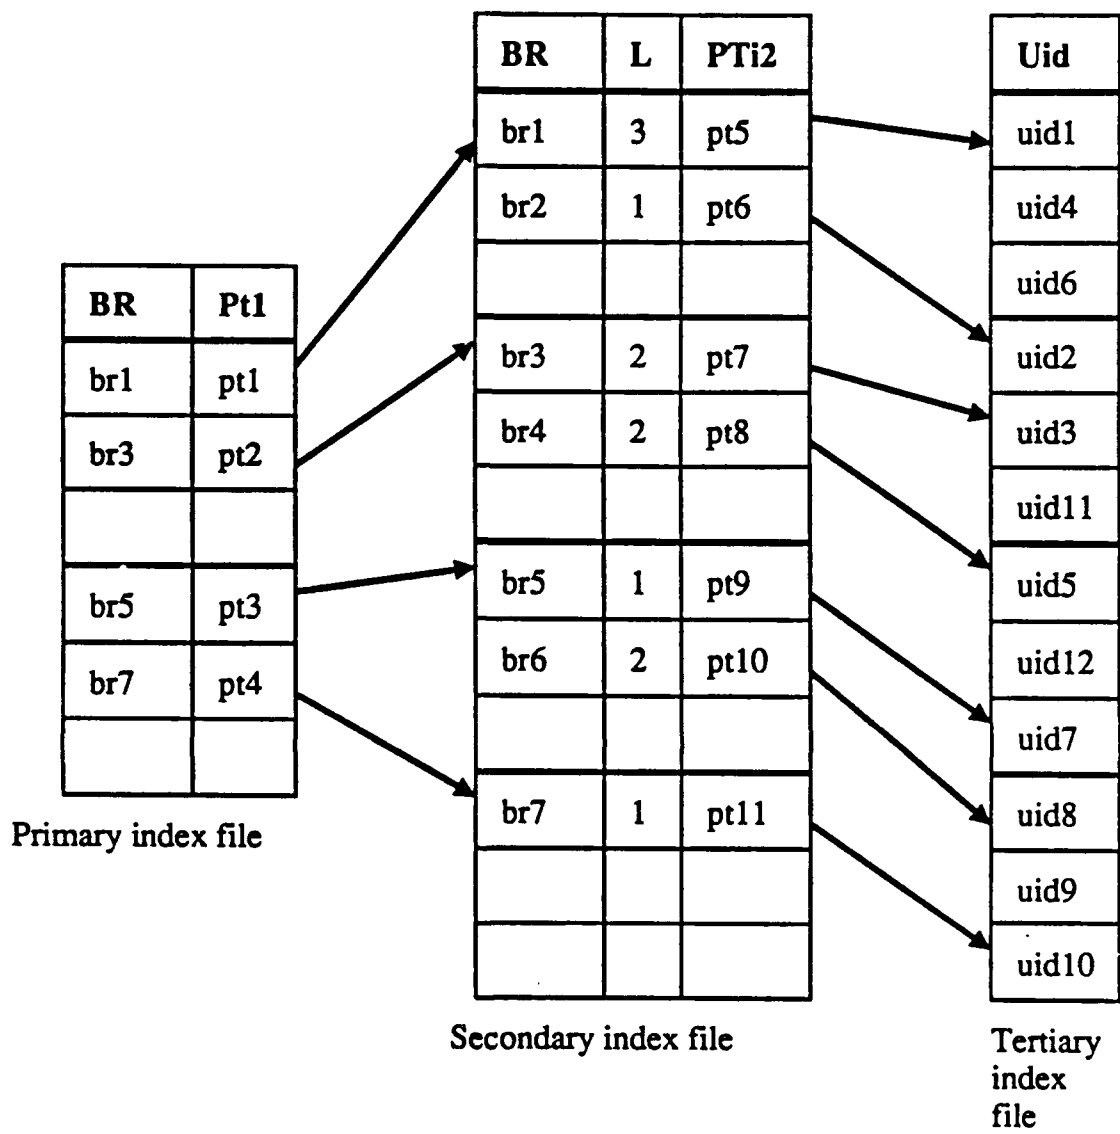 BR Pt1
br1 pt1
br3 pt2
br5 pt3
br7 pt4
Primary index file
BR L PTi2
br1 3 pt5
br2 1 pt6
br3 2 pt7
br4 2 pt8
br5 1 pt9
br6 2 pt10
br7 1 pt11
Secondary index file
Uid
uid1
uid4
uid6
uid2
uid3
uid11
uid5
uid12
uid7
uid8
uid9
uid10
Tertiary
index
file